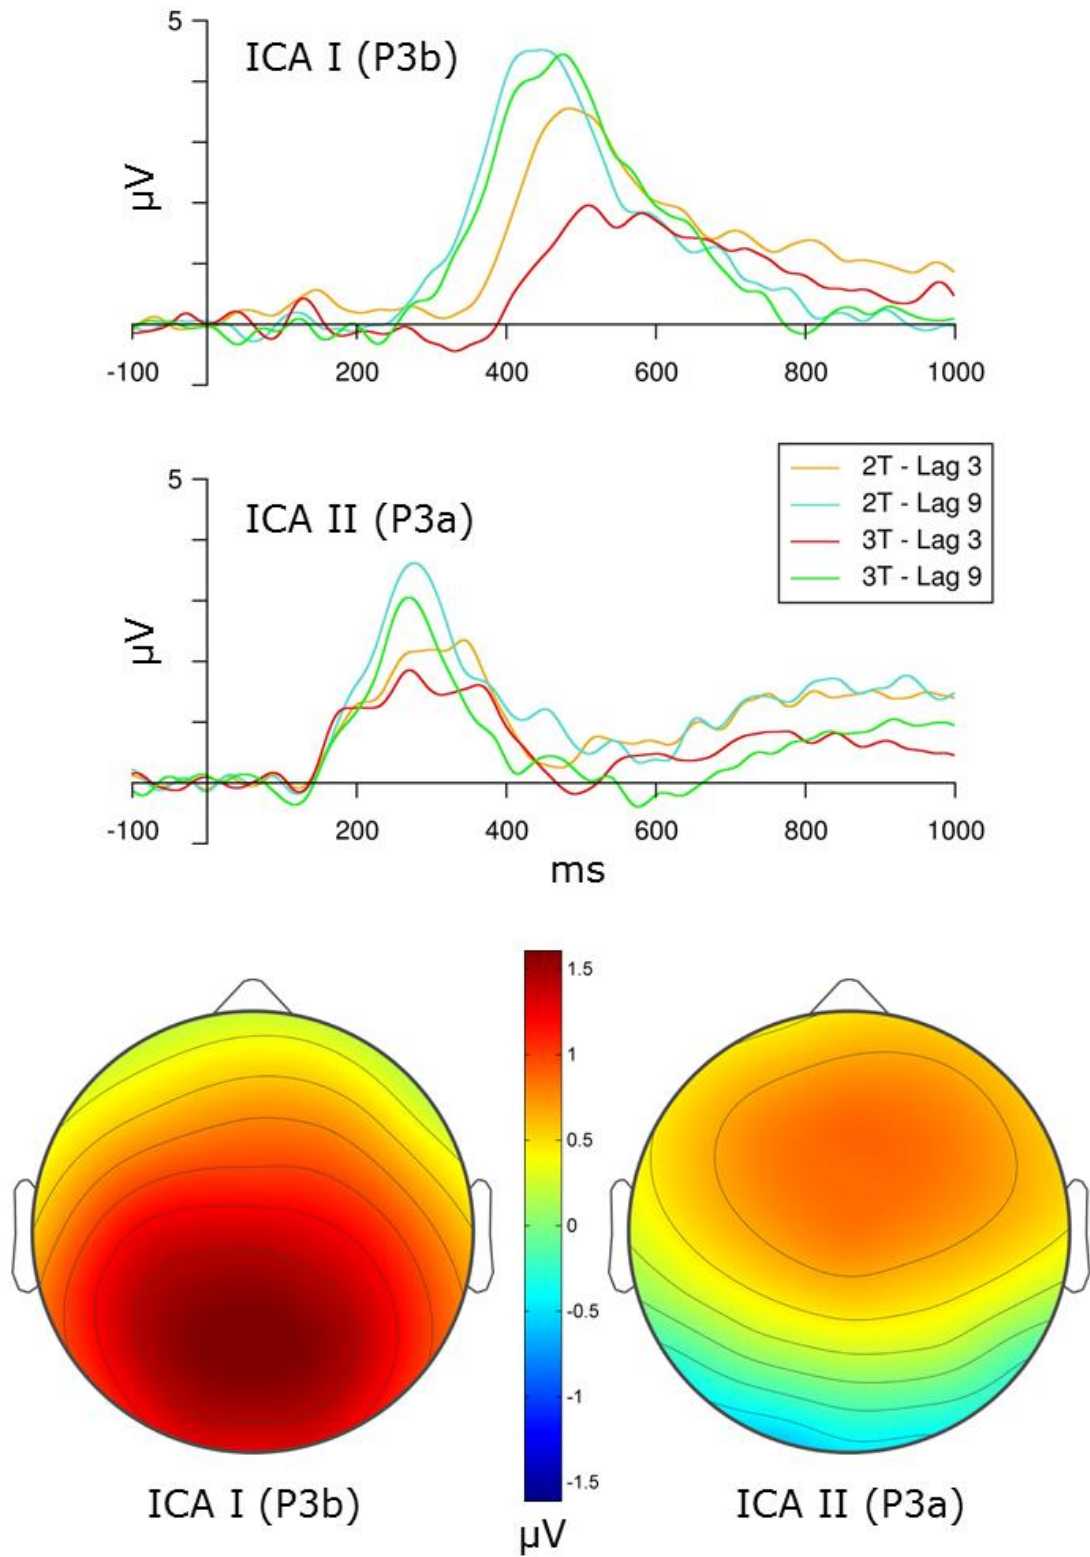 5
ICA I (P3b)
µV
-100 200 400 600 800 1000
5
ICA II (P3a)
µV
2T - Lag 3
2T - Lag 9
3T - Lag 3
3T - Lag 9
-100 200 400 600 800 1000
ms
1.5
1
0.5
0
-0.5
-1
-1.5
ICA I (P3b)
µV
ICA II (P3a)